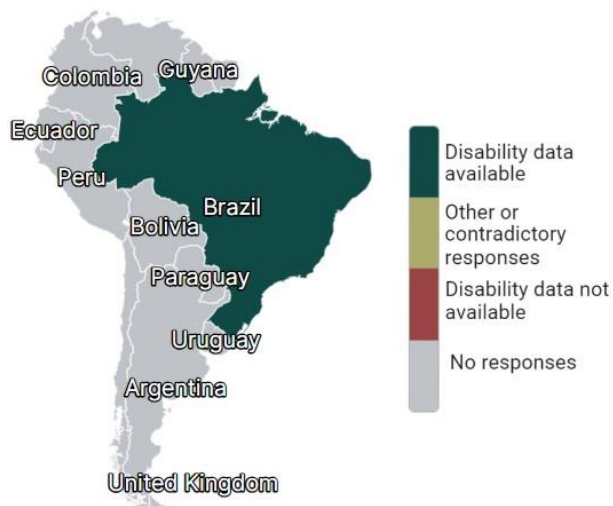 Colombia
Guyana
Ecuador
Peru
Brazil
Bolivia
Paraguay
Uruguay
Argentina
United Kingdom
Disability data
available
Other or
contradictory
responses
Disability data not
available
No responses